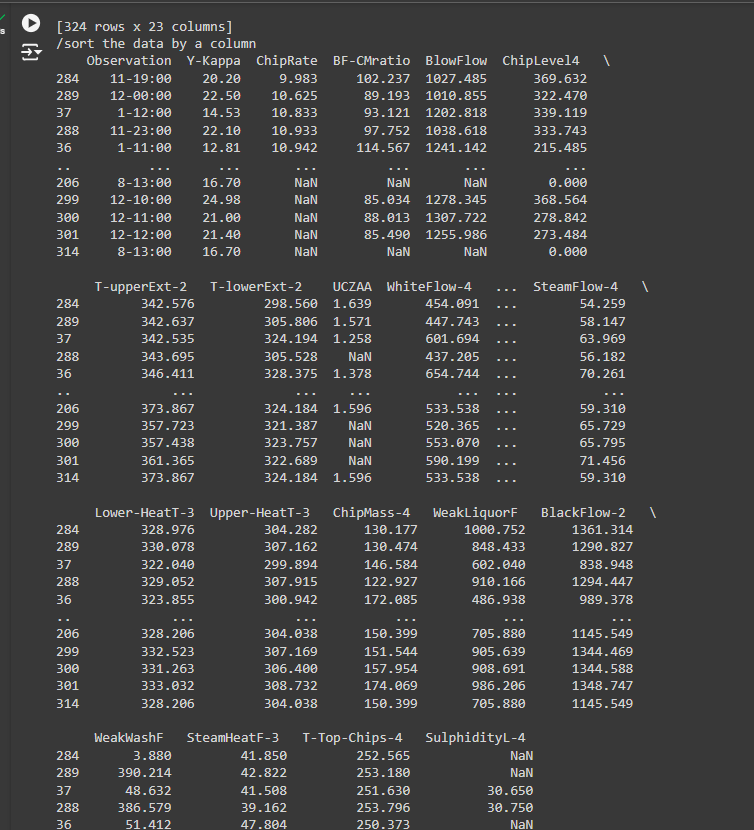 [324 rows x 23 columns]
/sort the data by a column
    Observation  Y-Kappa  ChipRate  BF-CMratio  BlowFlow  ChipLevel4   \
284    11-19:00    20.20     9.983     102.237  1027.485     369.632
289    12-00:00    22.50    10.625      89.193  1010.855     322.470
37      1-12:00    14.53    10.833      93.121  1202.818     339.119
288    11-23:00    22.10    10.933      97.752  1038.618     333.743
36      1-11:00    12.81    10.942     114.567  1241.142     215.485
..          ...      ...       ...         ...       ...         ...
206     8-13:00    16.70       NaN         NaN       NaN       0.000
299    12-10:00    24.98       NaN      85.034  1278.345     368.564
300    12-11:00    21.00       NaN      88.013  1307.722     278.842
301    12-12:00    21.40       NaN      85.490  1255.986     273.484
314     8-13:00    16.70       NaN         NaN       NaN       0.000
     T-upperExt-2   T-lowerExt-2    UCZAA  WhiteFlow-4   ...  SteamFlow-4   \
284       342.576        298.560  1.639      454.091  ...       54.259
289       342.637        305.806  1.571      447.743  ...       58.147
37        342.535        324.194  1.258      601.694  ...       63.969
288       343.695        305.528    NaN      437.205  ...       56.182
36        346.411        328.375  1.378      654.744  ...       70.261
..            ...            ...    ...          ...  ...          ...
206       373.867        324.184  1.596      533.538  ...       59.310
299       357.723        321.387    NaN      520.365  ...       65.729
300       357.438        323.757    NaN      553.070  ...       65.795
301       361.365        322.689    NaN      590.199  ...       71.456
314       373.867        324.184  1.596      533.538  ...       59.310
     Lower-HeatT-3  Upper-HeatT-3   ChipMass-4   WeakLiquorF   BlackFlow-2   \
284        328.976        304.282      130.177      1000.752      1361.314
289        330.078        307.162      130.474       848.433      1290.827
37         322.040        299.894      146.584       602.040       838.948
288        329.052        307.915      122.927       910.166      1294.447
36         323.855        300.942      172.085       486.938       989.378
..             ...            ...          ...           ...           ...
206        328.206        304.038      150.399       705.880      1145.549
299        332.523        307.169      151.544       905.639      1344.469
300        331.263        306.400      157.954       908.691      1344.588
301        333.032        308.732      174.069       986.206      1348.747
314        328.206        304.038      150.399       705.880      1145.549
     WeakWashF   SteamHeatF-3   T-Top-Chips-4   SulphidityL-4
284      3.880         41.850         252.565             NaN
289    390.214         42.822         253.180             NaN
37      48.632         41.508         251.630          30.650
288    386.579         39.162         253.796          30.750
36      51.412         47.804         250.373             NaN